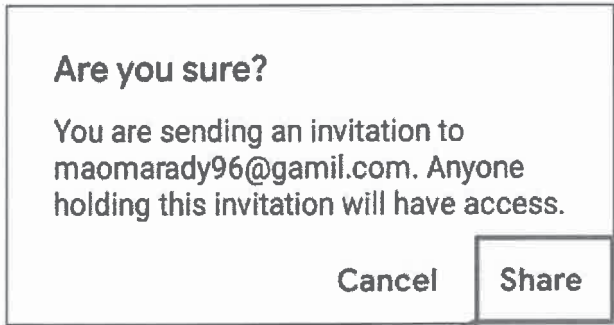 Are you sure?
You are sending an invitation to
maomarady96@gamil.com. Anyone
holding this invitation will have access.
Cancel Share